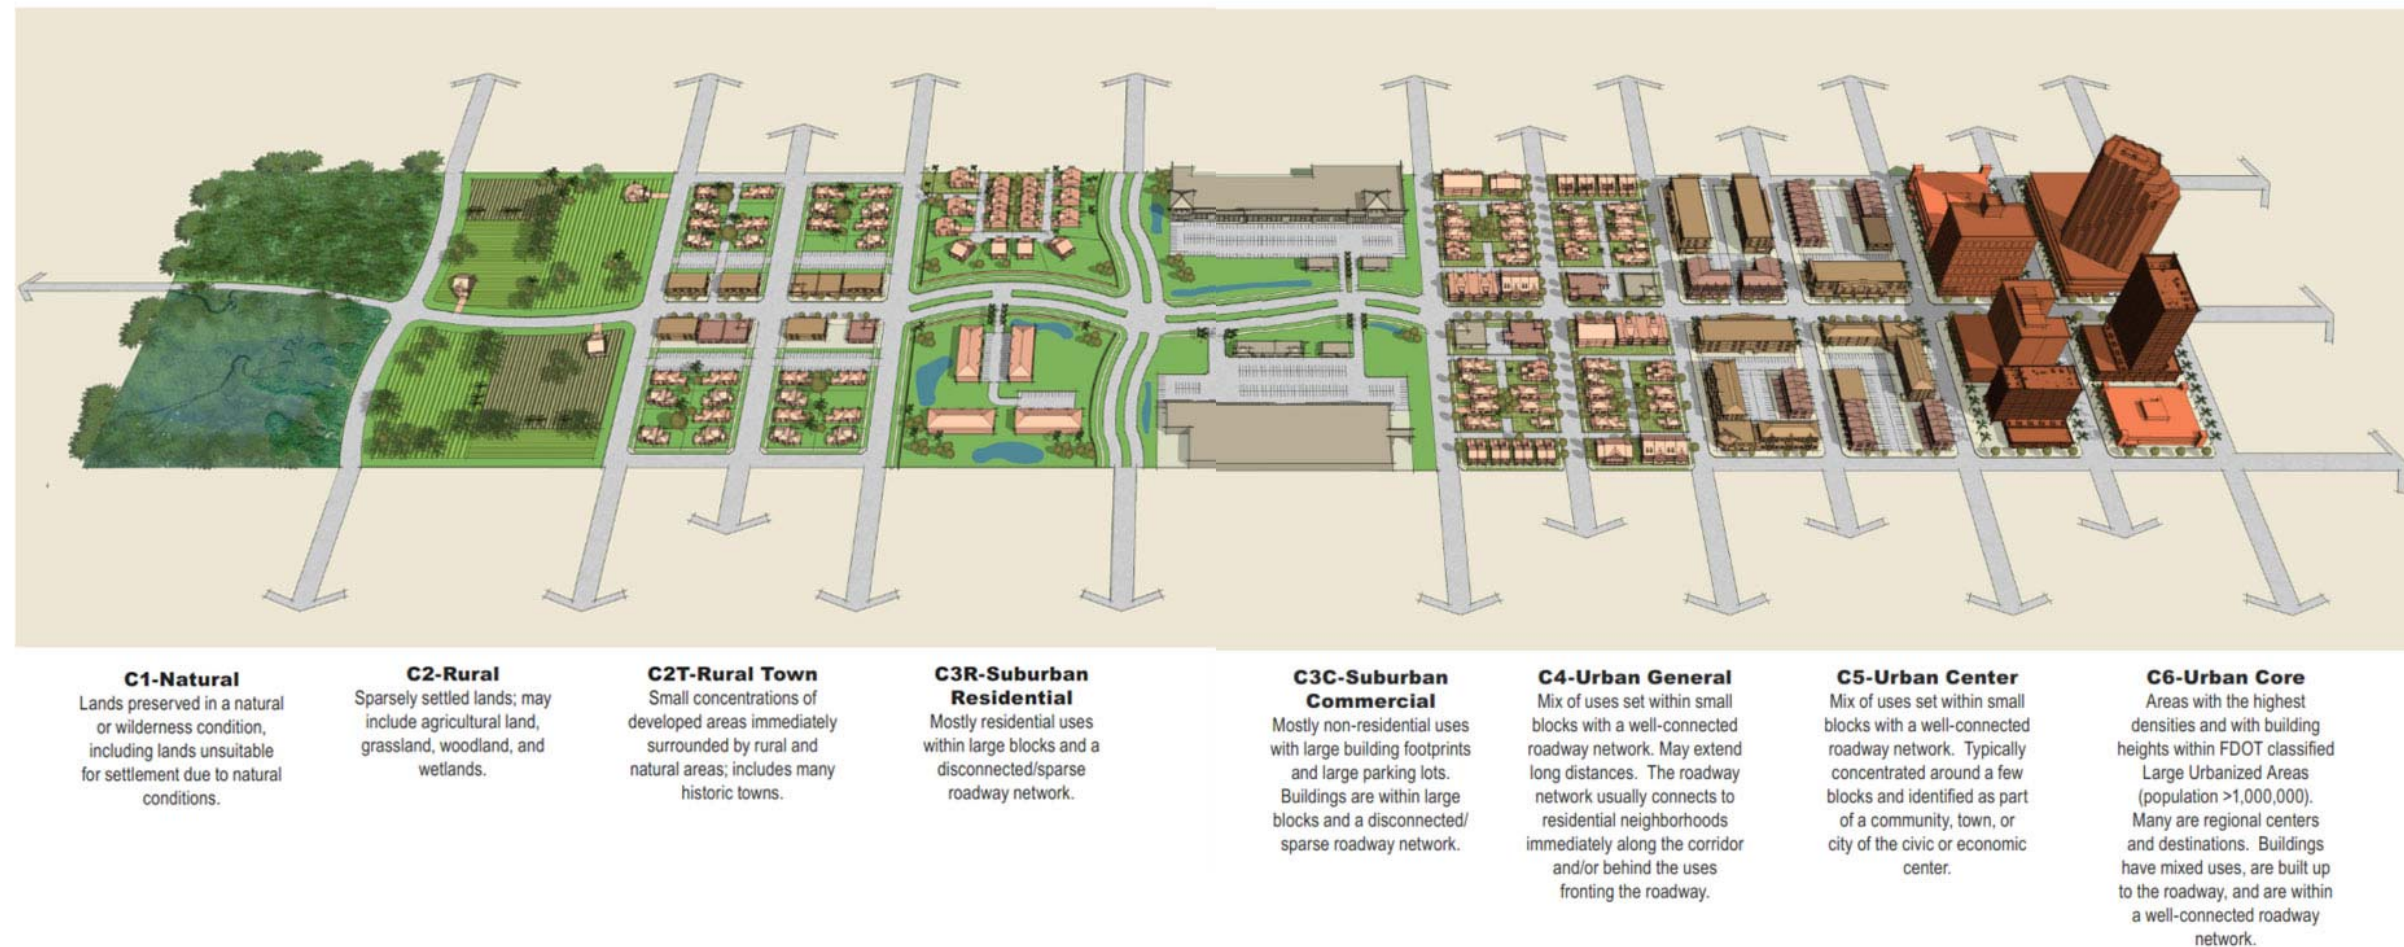 C1-Natural
Lands preserved in a natural
or wilderness condition,
including lands unsuitable
for settlement due to natural
conditions.
C2-Rural
Sparsely settled lands; may
include agricultural land,
grassland, woodland, and
wetlands.
C2T-Rural Town
Small concentrations of
developed areas immediately
surrounded by rural and
natural areas; includes many
historic towns.
C3R-Suburban
Residential
Mostly residential uses
within large blocks and a
disconnected/sparse
roadway network.
C3C-Suburban
Commercial
Mostly non-residential uses
with large building footprints
and large parking lots.
Buildings are within large
blocks and a disconnected/
sparse roadway network.
C4-Urban General
Mix of uses set within small
blocks with a well-connected
roadway network. May extend
long distances. The roadway
network usually connects to
residential neighborhoods
immediately along the corridor
and/or behind the uses
fronting the roadway.
C5-Urban Center
Mix of uses set within small
blocks with a well-connected
roadway network. Typically
concentrated around a few
blocks and identified as part
of a community, town, or
city of the civic or economic
center.
C6-Urban Core
Areas with the highest
densities and with building
heights within FDOT classified
Large Urbanized Areas
(population >1,000,000).
Many are regional centers
and destinations. Buildings
have mixed uses, are built up
to the roadway, and are within
a well-connected roadway
network.